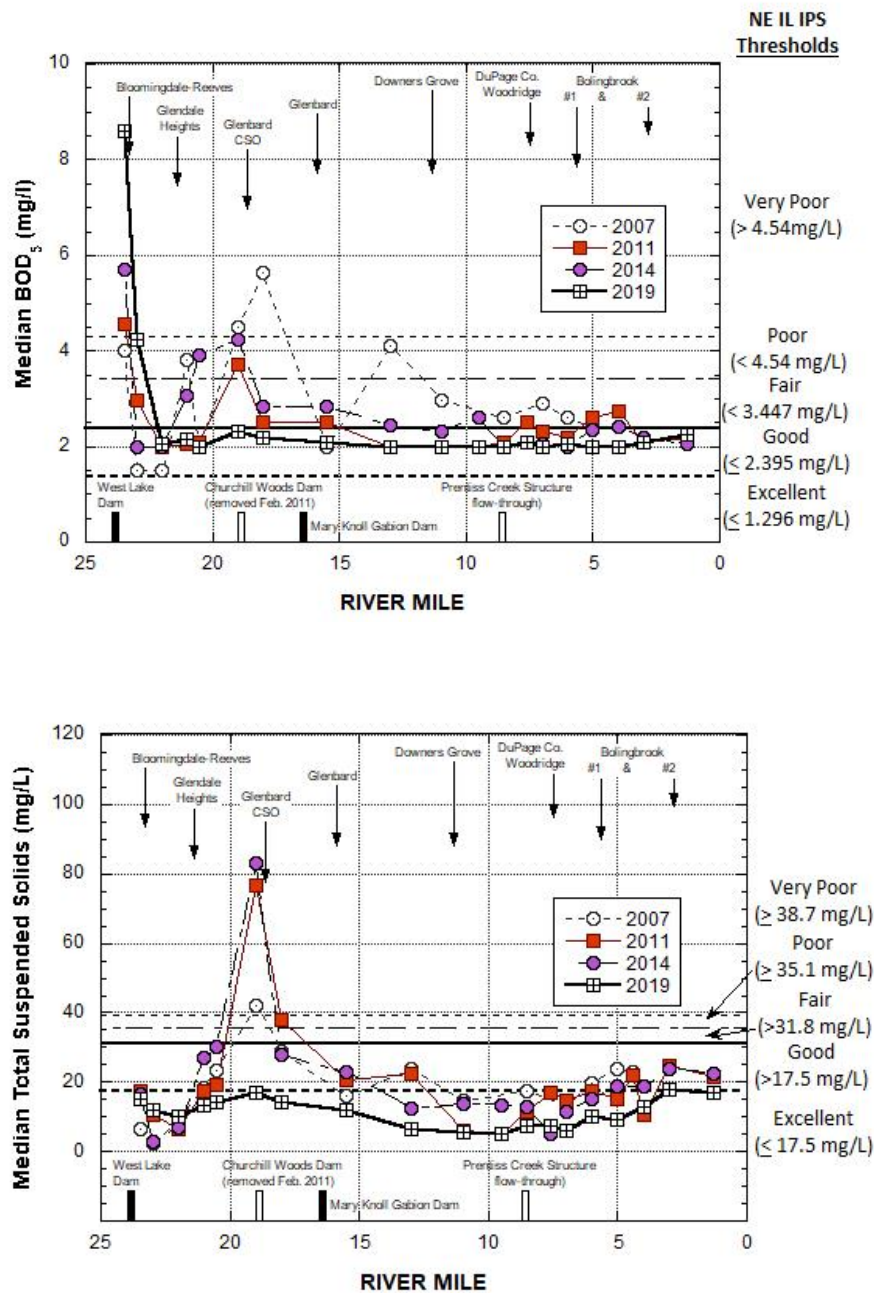 NE IL IPS
Thresholds
10
8
6
4
2
0
Median BOD5 (mg/l)
Bloomingdale-Reeves
Glendale
Heights
Glenbard
CSO
Glenbard
Downers Grove
DuPage Co.
Woodridge
Bolingbrook
#1 & #2
2007
2011
2014
2019
Very Poor
(> 4.54mg/L)
Poor
(< 4.54 mg/L)
Fair
(< 3.447 mg/L)
Good
(≤ 2.395 mg/L)
Excellent
(≤ 1.296 mg/L)
West Lake
Dam
Churchill Woods Dam
(removed Feb. 2011)
Mary Knoll Gabion Dam
Prentiss Creek Structure
flow-through)
25 20 15 10 5 0
RIVER MILE
120
100
80
60
40
20
0
Median Total Suspended Solids (mg/L)
Bloomingdale-Reeves
Glendale
Heights
Glenbard
CSO
Glenbard
Downers Grove
DuPage Co.
Woodridge
Bolingbrook
#1 & #2
2007
2011
2014
2019
Very Poor
(≥ 38.7 mg/L)
Poor
(≥ 35.1 mg/L)
Fair
(>31.8 mg/L)
Good
(>17.5 mg/L)
Excellent
(≤ 17.5 mg/L)
West Lake
Dam
Churchill Woods Dam
(removed Feb. 2011)
Mary Knoll Gabion Dam
Prentiss Creek Structure
flow-through)
25 20 15 10 5 0
RIVER MILE